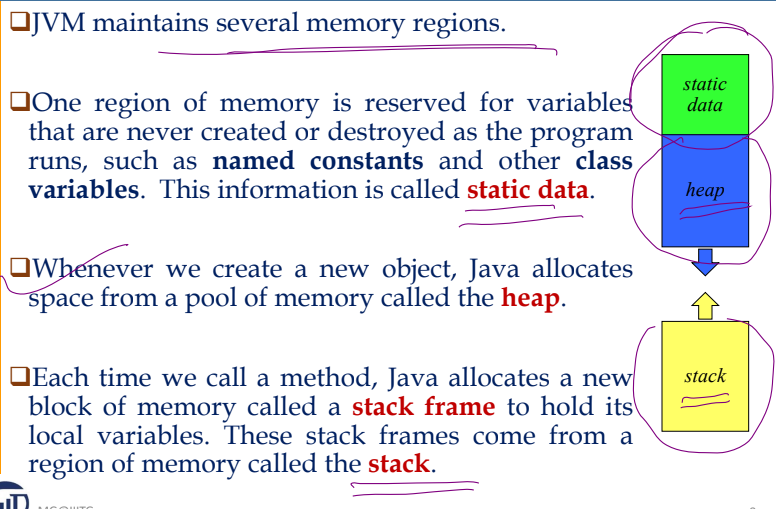 JVM maintains several memory regions.
One region of memory is reserved for variables
that are never created or destroyed as the program
runs, such as named constants and other class
variables. This information is called static data.
Whenever we create a new object, Java allocates
space from a pool of memory called the heap.
Each time we call a method, Java allocates a new
block of memory called a stack frame to hold its
local variables. These stack frames come from a
region of memory called the stack.
static
data
heap
stack